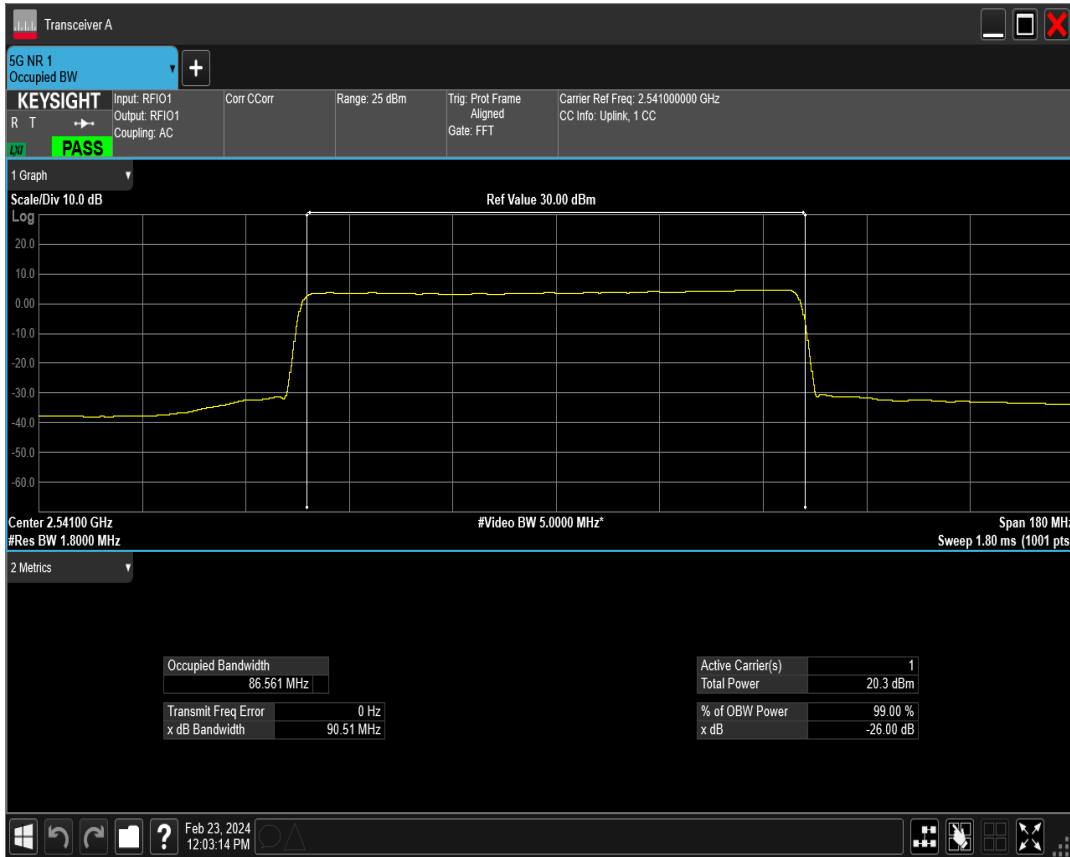 Transceiver A
5G NR 1
Occupied BW
KEYSIGHT
R T
LXI
PASS
Input: RFIO1
Output: RFIO1
Coupling: AC
Corr CCorr
Range: 25 dBm
Trig: Prot Frame
Aligned
Gate: FFT
Carrier Ref Freq: 2.541000000 GHz
CC Info: Uplink, 1 CC
1 Graph
Scale/Div 10.0 dB
Ref Value 30.00 dBm
Log
20.0
10.0
0.00
-10.0
-20.0
-30.0
-40.0
-50.0
-60.0
Center 2.54100 GHz
#Video BW 5.0000 MHz*
Span 180 MHz
#Res BW 1.8000 MHz
Sweep 1.80 ms (1001 pts
2 Metrics
Occupied Bandwidth
86.561 MHz
Transmit Freq Error 0 Hz
x dB Bandwidth 90.51 MHz
Active Carrier(s) 1
Total Power 20.3 dBm
% of OBW Power 99.00 %
x dB -26.00 dB
?
Feb 23, 2024
12:03:14 PM